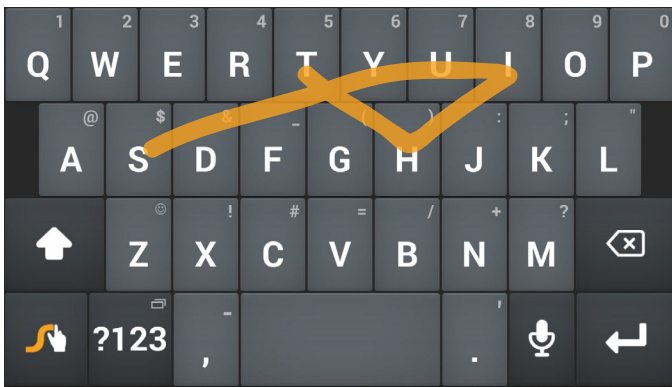 1 2 3 4 5 6 7 8 9 0
Q W E R T Y U I O P
@ $ & _ ( ) : ; "
A S D F G H J K L
! # = / + ?
Z X C V B N M
- '
?123 , .